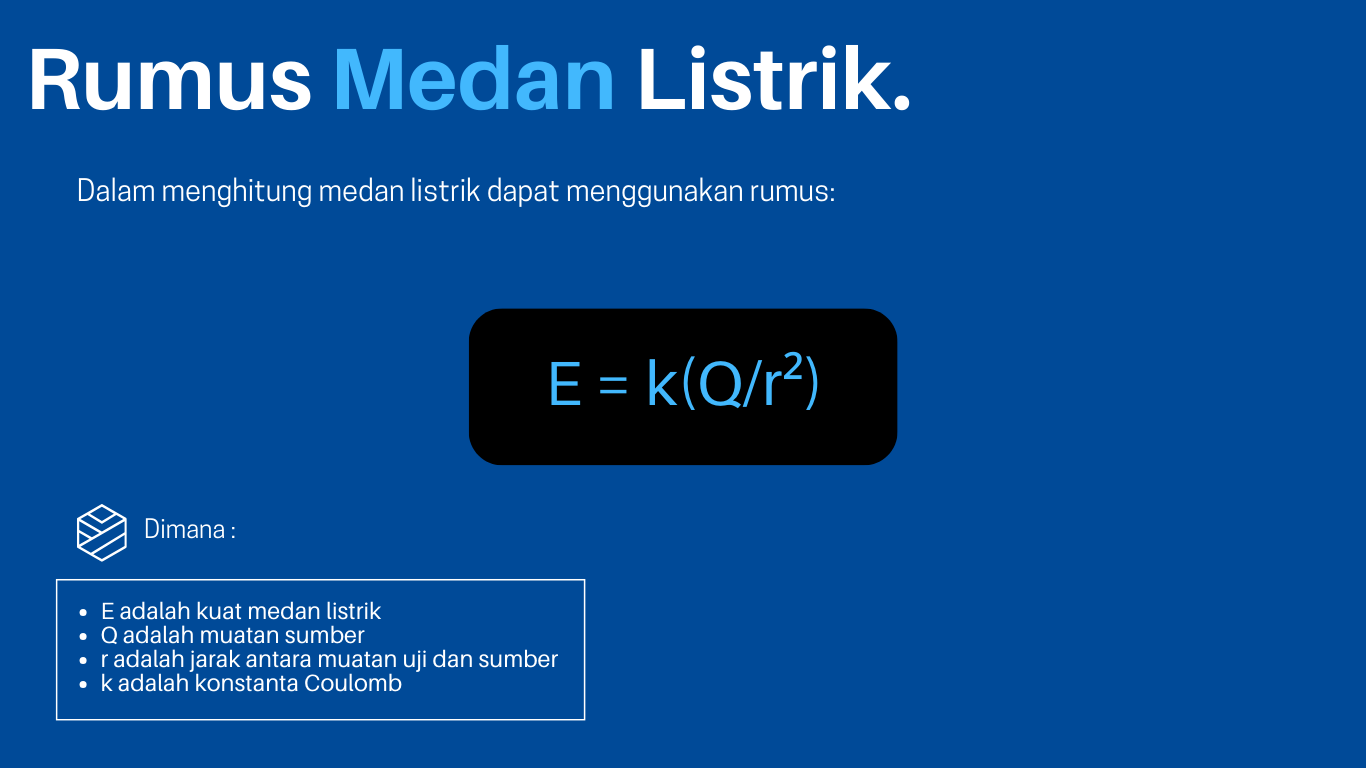 Rumus Medan Listrik.
Dalam menghitung medan listrik dapat menggunakan rumus:
E = k(Q/r²)
Dimana :
• E adalah kuat medan listrik
• Q adalah muatan sumber
• r adalah jarak antara muatan uji dan sumber
• k adalah konstanta Coulomb